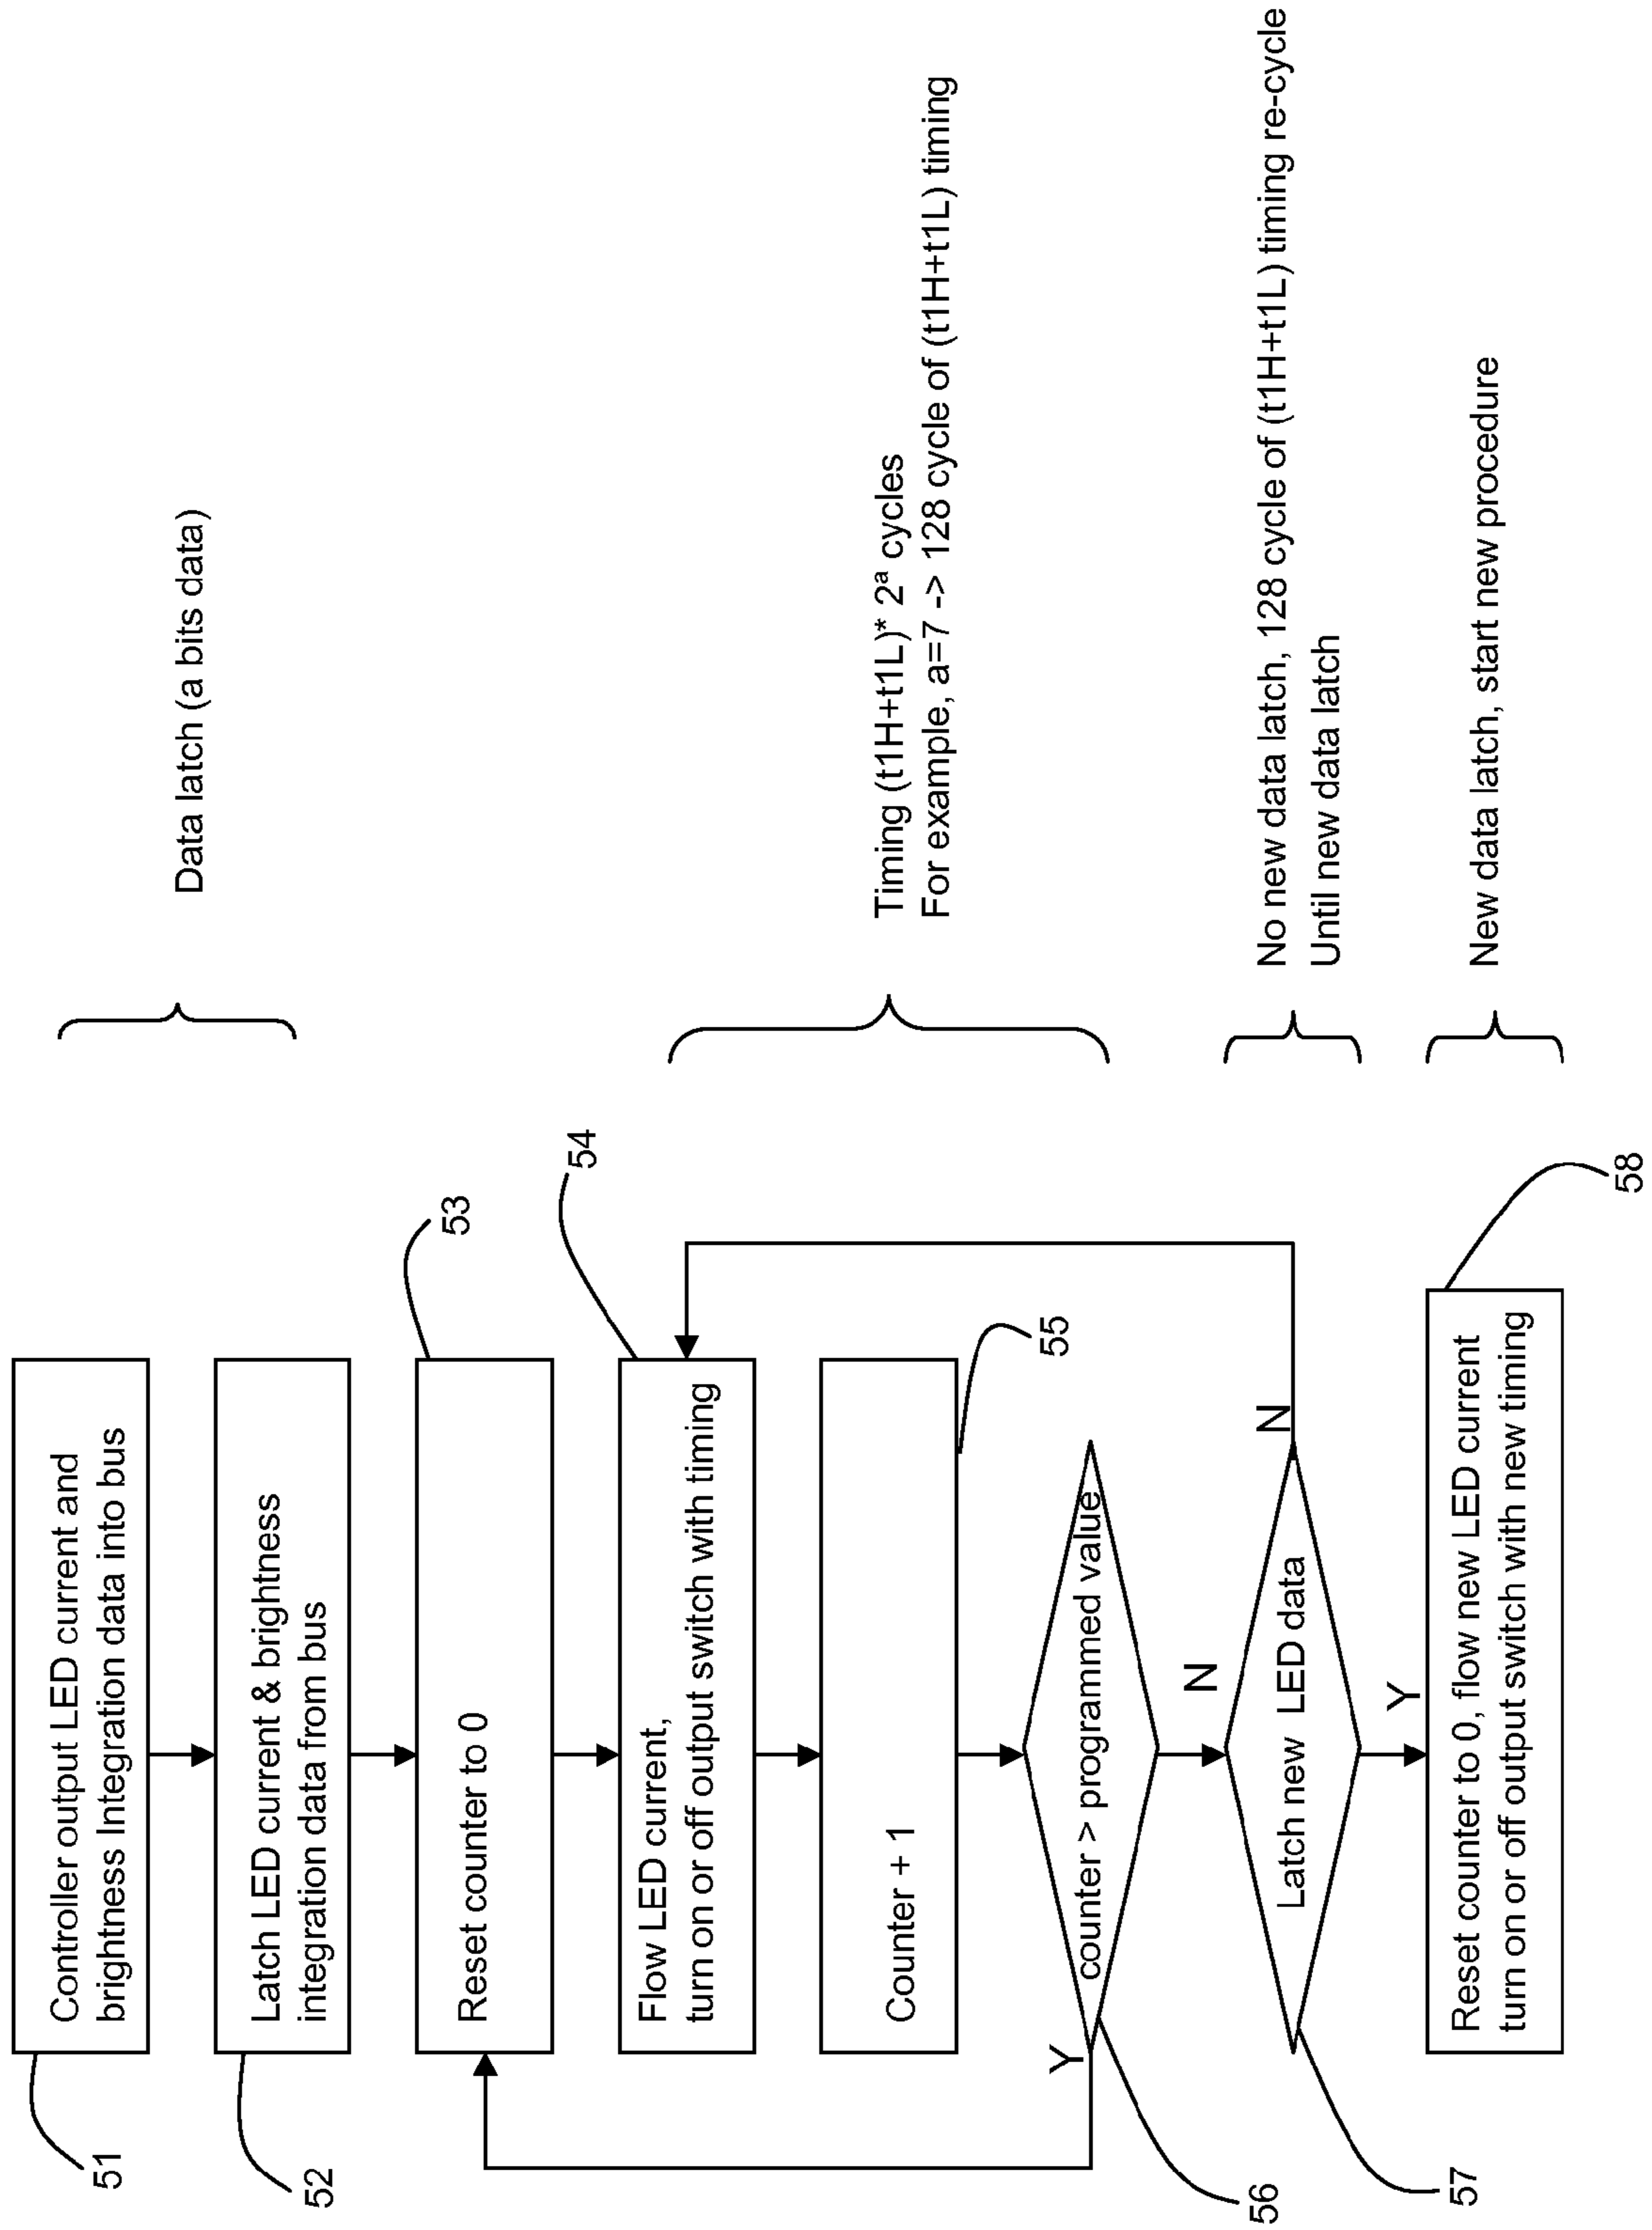 51
Controller output LED current and
brightness Integration data into bus
Data latch (a bits data)
52
Latch LED current & brightness
integration data from bus
53
Reset counter to 0
54
Flow LED current,
turn on or off output switch with timing
Timing (t1H+t1L)* 2ᵃ cycles
For example, a=7 -> 128 cycle of (t1H+t1L) timing
Counter + 1
55
Y
counter > programmed value
56
N
Latch new LED data
N
57
No new data latch, 128 cycle of (t1H+t1L) timing re-cycle
Until new data latch
Y
Reset counter to 0, flow new LED current
turn on or off output switch with new timing
58
New data latch, start new procedure